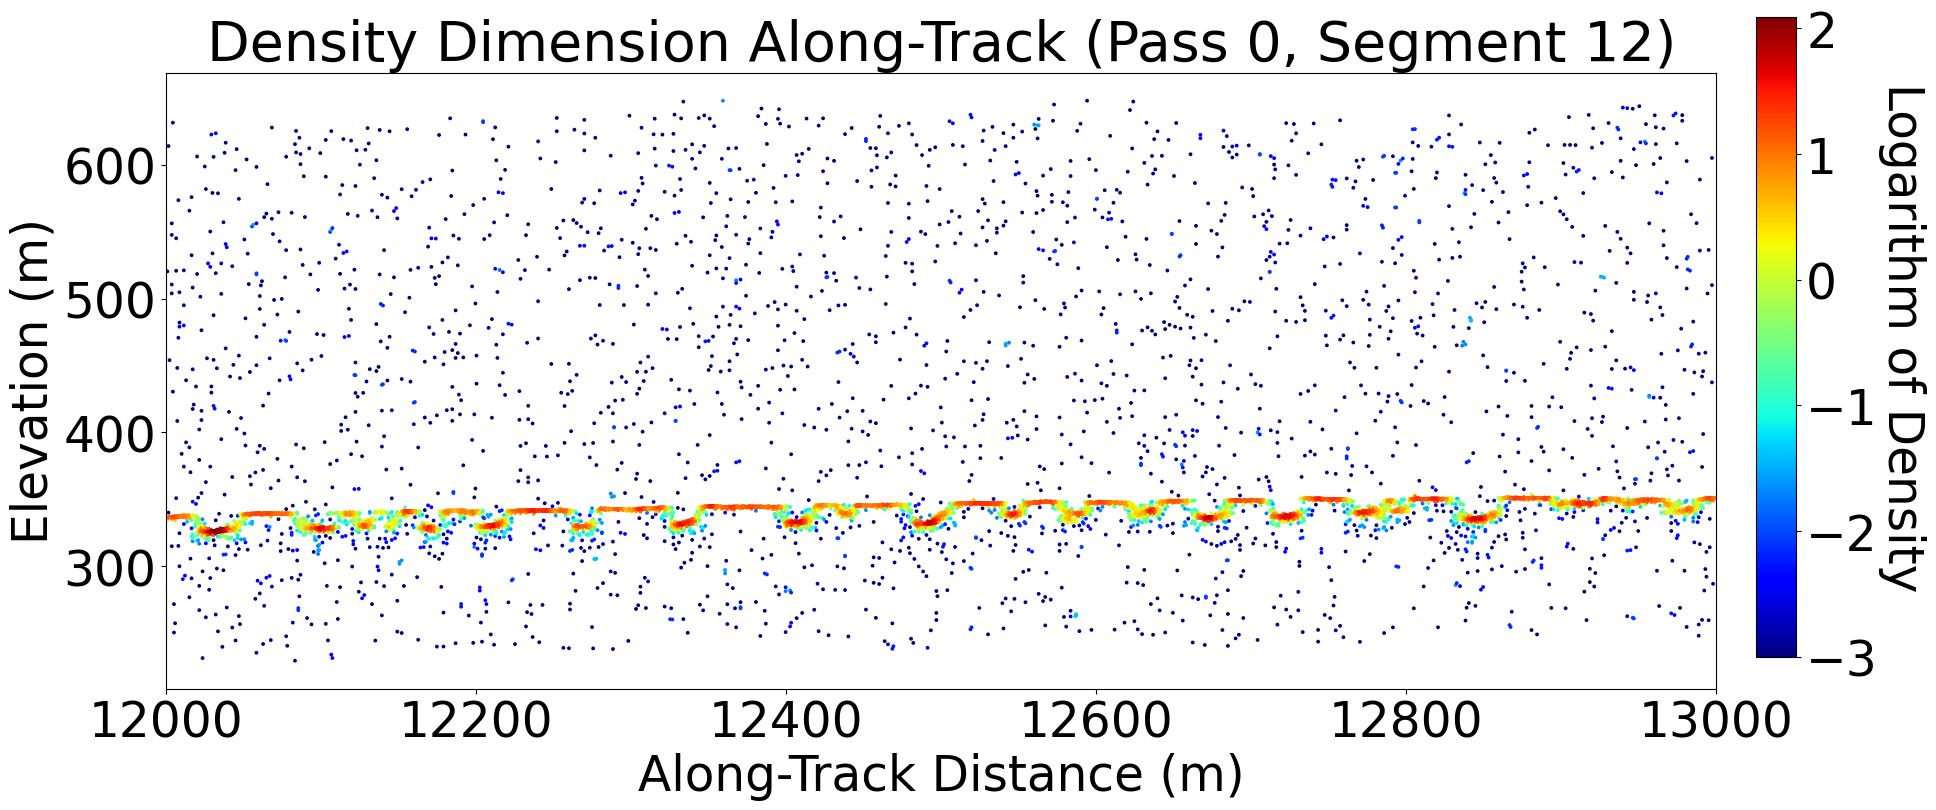 Density Dimension Along-Track (Pass 0, Segment 12)
600
500
400
300
Elevation (m)
12000 12200 12400 12600 12800 13000
Along-Track Distance (m)
2
1
0
−1
−2
−3
Logarithm of Density